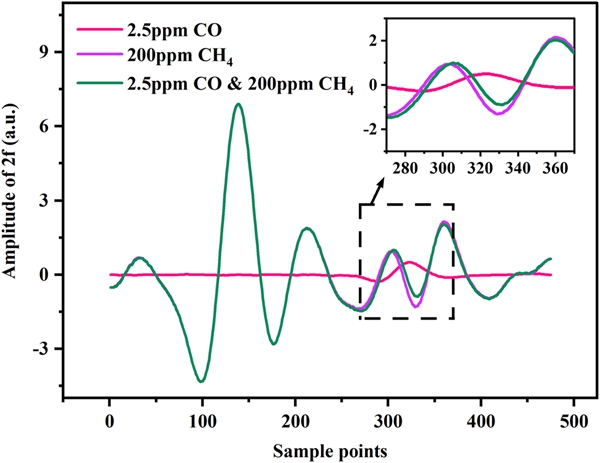 2.5ppm CO
200ppm CH4
2.5ppm CO & 200ppm CH4
Amplitude of 2f (a.u.)
9
6
3
0
-3
0 100 200 300 400 500
Sample points
2
0
-2
280 300 320 340 360